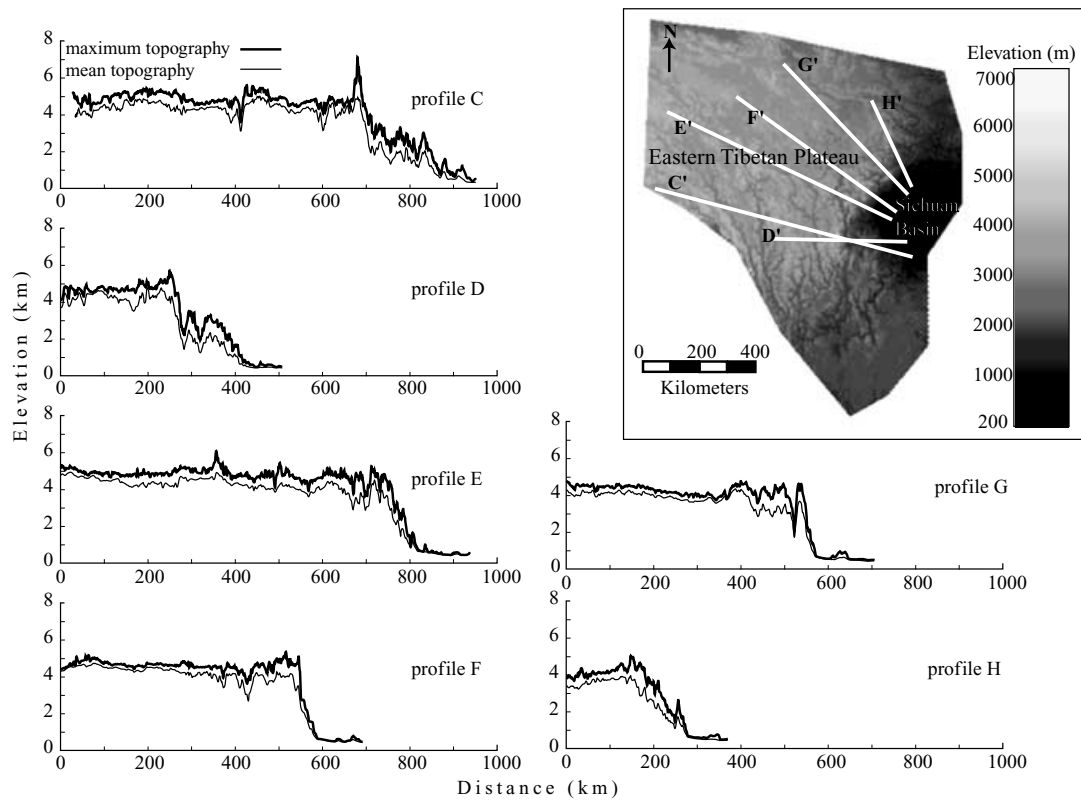 maximum topography
mean topography
profile C
8
6
4
2
0
0 200 400 600 800 1000
profile D
8
6
4
2
0
0 200 400 600 800 1000
profile E
8
6
4
2
0
0 200 400 600 800 1000
profile F
8
6
4
2
0
0 200 400 600 800 1000
profile G
8
6
4
2
0
0 200 400 600 800 1000
profile H
8
6
4
2
0
0 200 400 600 800 1000
Elevation (km)
Distance (km)
N
G'
H'
F'
E'
Eastern Tibetan Plateau
C'
Sichuan
Basin
D'
0 200 400
Kilometers
Elevation (m)
7000
6000
5000
4000
3000
2000
1000
200